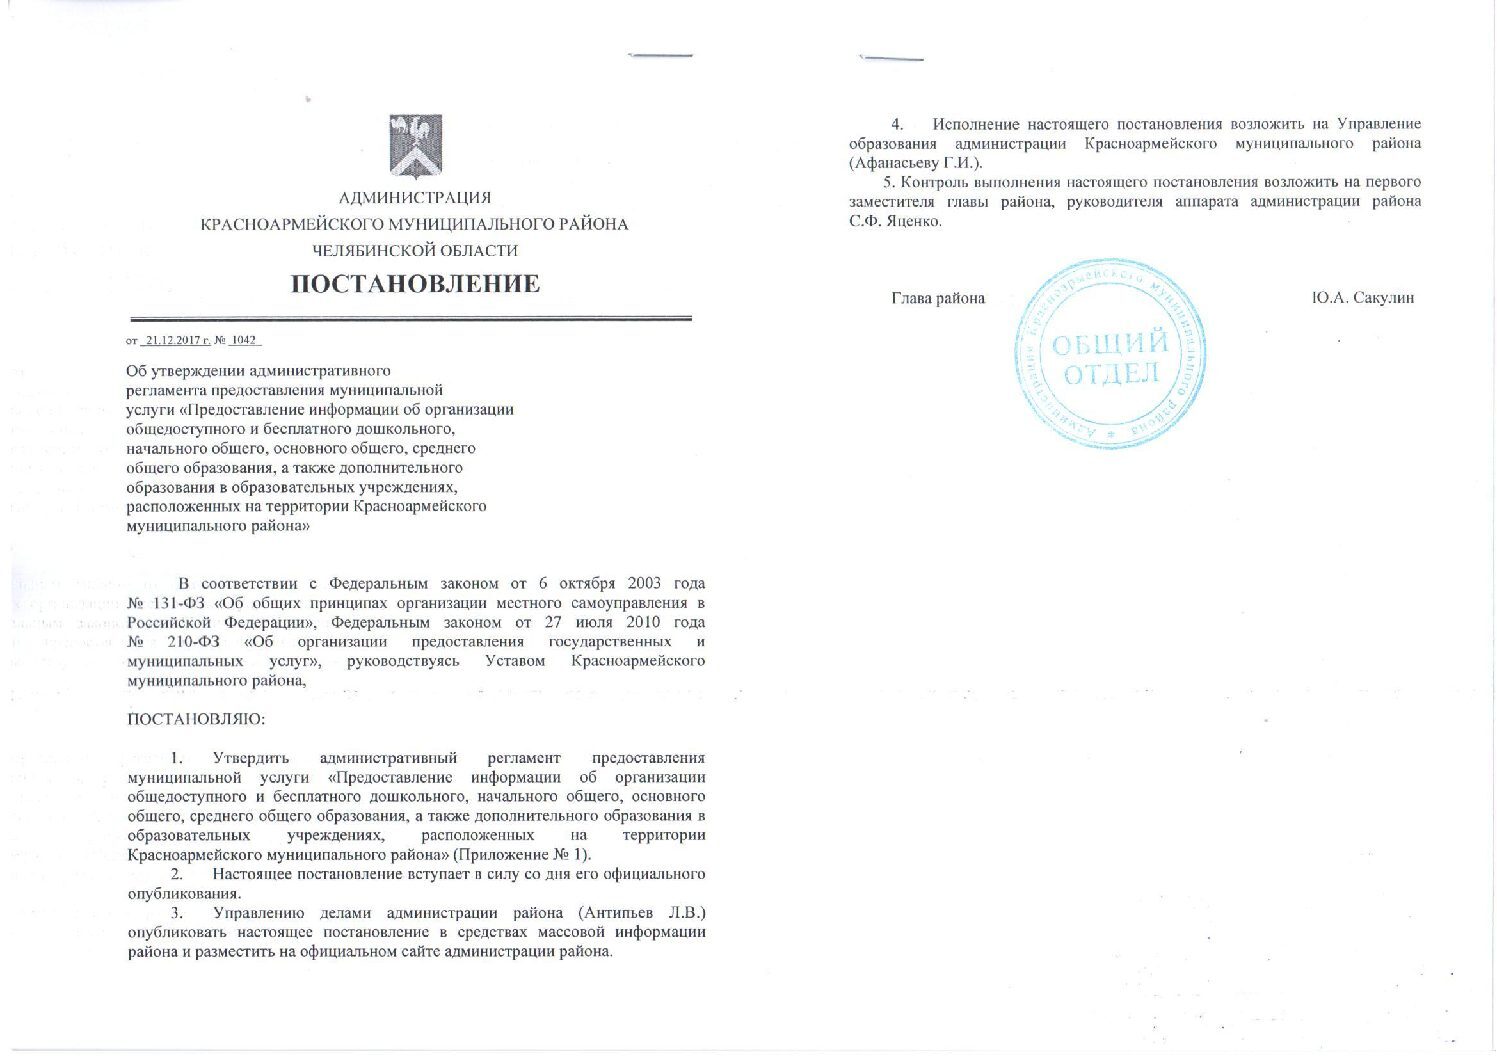 АДМИНИСТРАЦИЯ
КРАСНОАРМЕЙСКОГО МУНИЦИПАЛЬНОГО РАЙОНА
ЧЕЛЯБИНСКОЙ ОБЛАСТИ
ПОСТАНОВЛЕНИЕ
от 21.12.2017 г. № 1042
Об утверждении административного
регламента предоставления муниципальной
услуги «Предоставление информации об организации
общедоступного и бесплатного дошкольного,
начального общего, основного общего, среднего
общего образования, а также дополнительного
образования в образовательных учреждениях,
расположенных на территории Красноармейского
муниципального района»
В соответствии с Федеральным законом от 6 октября 2003 года
№ 131-ФЗ «Об общих принципах организации местного самоуправления в
Российской Федерации», Федеральным законом от 27 июля 2010 года
№ 210-ФЗ «Об организации предоставления государственных и
муниципальных услуг», руководствуясь Уставом Красноармейского
муниципального района,
ПОСТАНОВЛЯЮ:
1. Утвердить административный регламент предоставления
муниципальной услуги «Предоставление информации об организации
общедоступного и бесплатного дошкольного, начального общего, основного
общего, среднего общего образования, а также дополнительного образования в
образовательных учреждениях, расположенных на территории
Красноармейского муниципального района» (Приложение № 1).
2. Настоящее постановление вступает в силу со дня его официального
опубликования.
3. Управлению делами администрации района (Антипьев Л.В.)
опубликовать настоящее постановление в средствах массовой информации
района и разместить на официальном сайте администрации района.
4. Исполнение настоящего постановления возложить на Управление
образования администрации Красноармейского муниципального района
(Афанасьеву Г.И.).
5. Контроль выполнения настоящего постановления возложить на первого
заместителя главы района, руководителя аппарата администрации района
С.Ф. Яценко.
Глава района Ю.А. Сакулин
Администрация Красноармейского муниципального района *
ОБЩИЙ
ОТДЕЛ